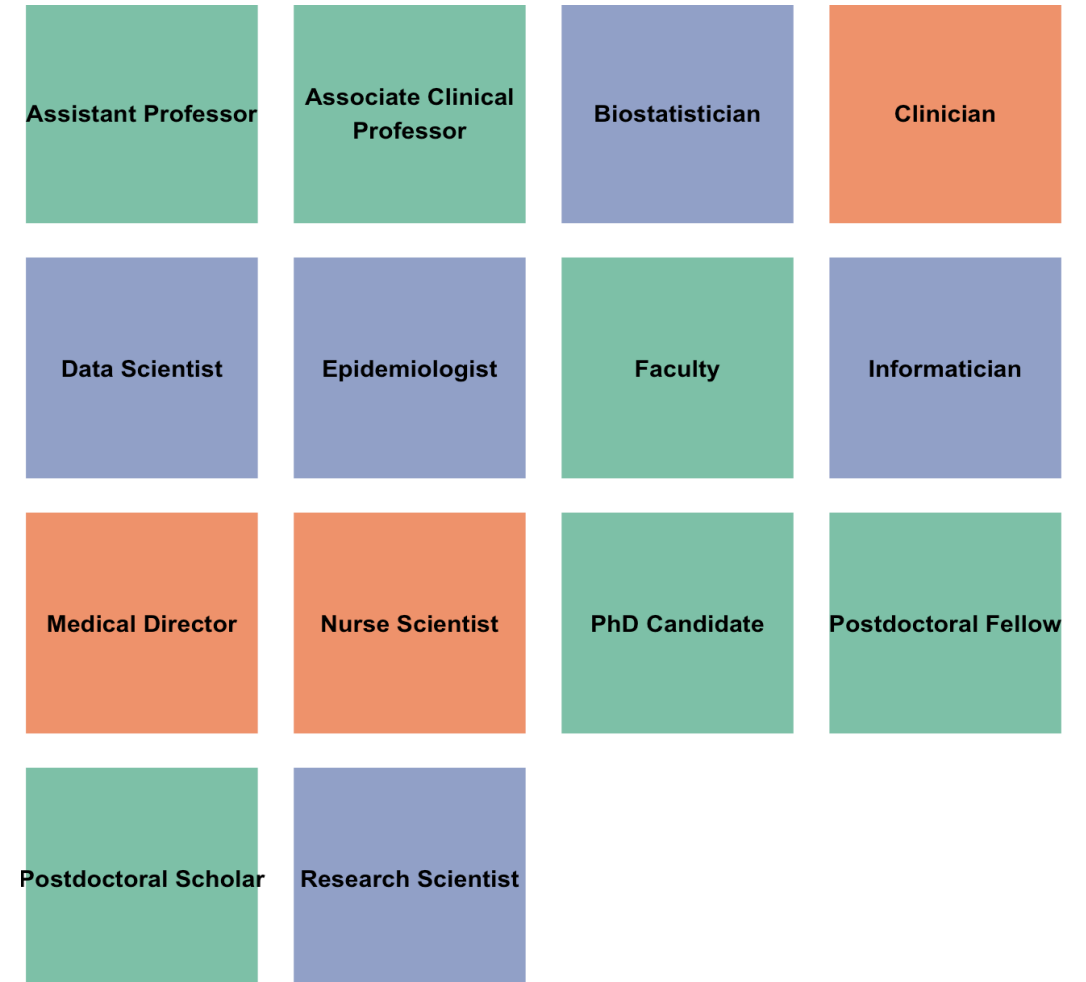 Assistant Professor
Associate Clinical
Professor
Biostatistician
Clinician
Data Scientist
Epidemiologist
Faculty
Informatician
Medical Director
Nurse Scientist
PhD Candidate
Postdoctoral Fellow
Postdoctoral Scholar
Research Scientist